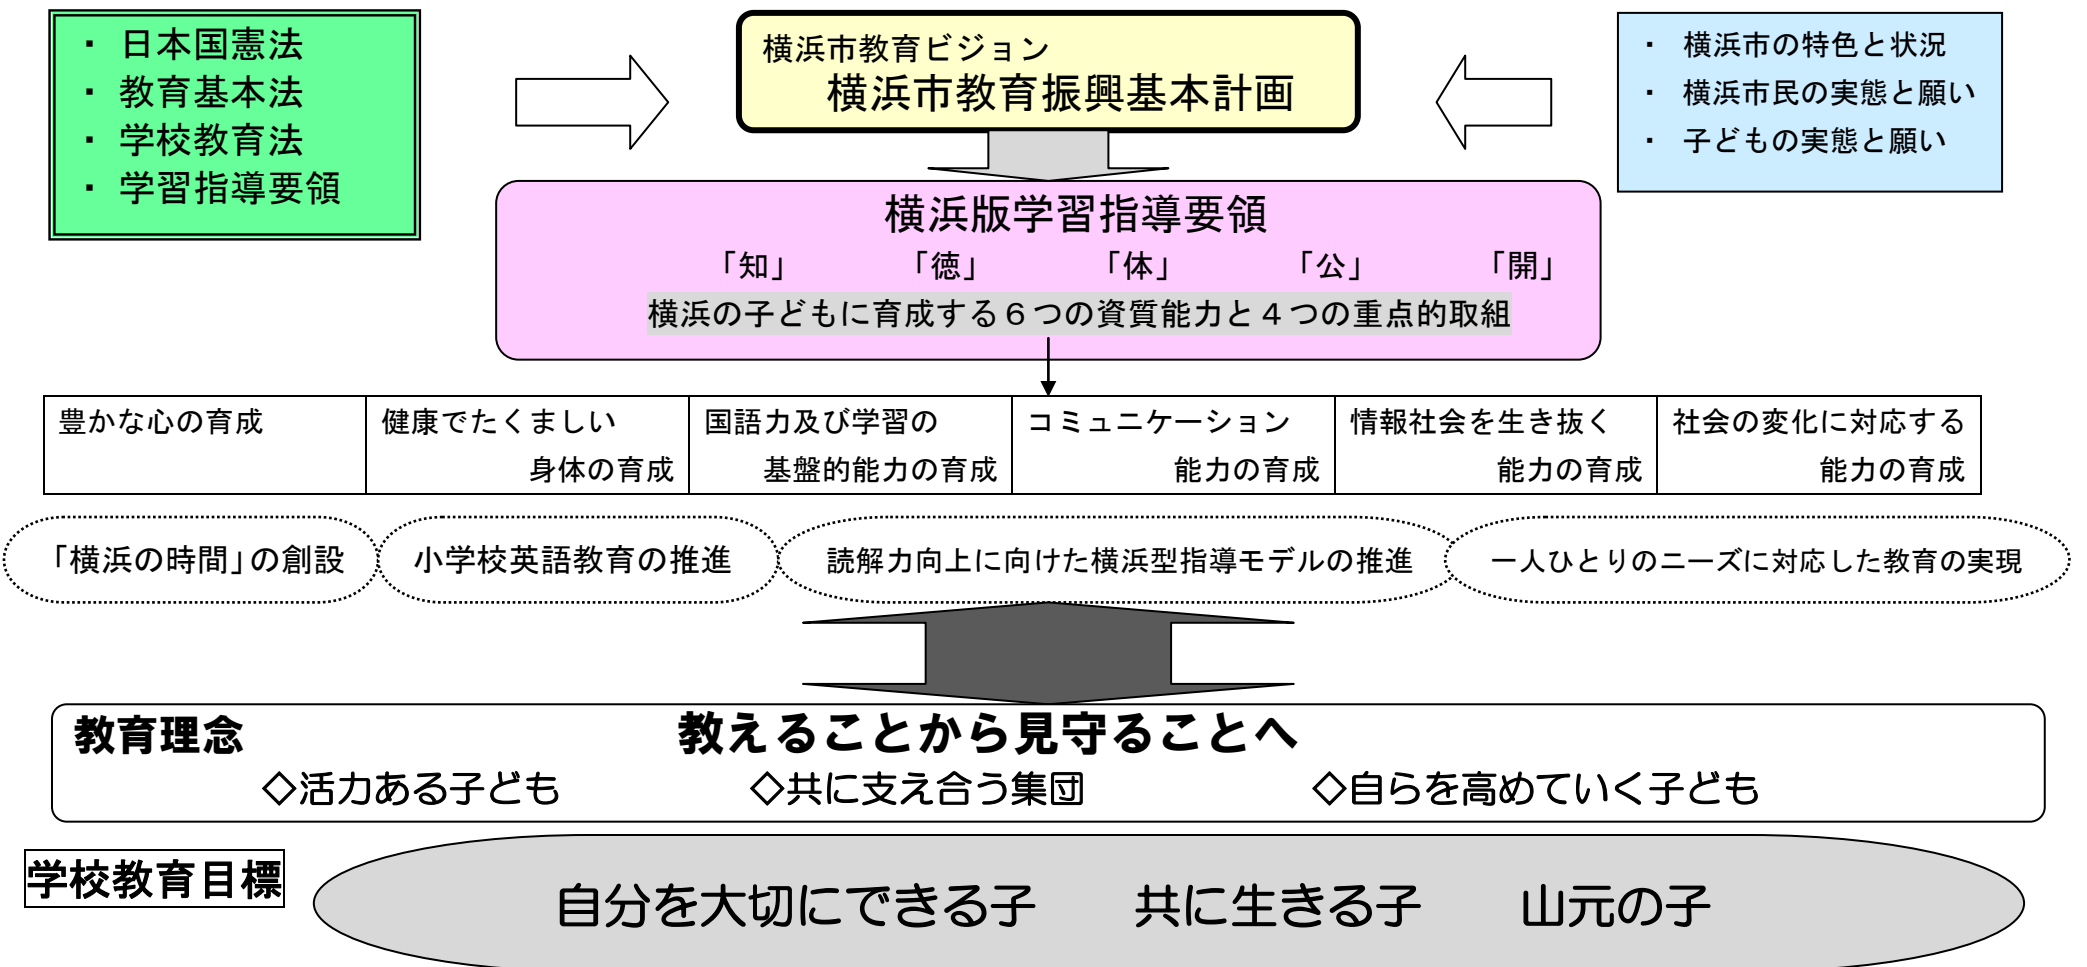 ・ 日本国憲法
・ 教育基本法
・ 学校教育法
・ 学習指導要領
横浜市教育ビジョン
横浜市教育振興基本計画
・ 横浜市の特色と状況
・ 横浜市民の実態と願い
・ 子どもの実態と願い
横浜版学習指導要領
「知」 「徳」 「体」 「公」 「開」
横浜の子どもに育成する６つの資質能力と４つの重点的取組
豊かな心の育成
健康でたくましい
身体の育成
国語力及び学習の
基盤的能力の育成
コミュニケーション
能力の育成
情報社会を生き抜く
能力の育成
社会の変化に対応する
能力の育成
「横浜の時間」の創設
小学校英語教育の推進
読解力向上に向けた横浜型指導モデルの推進
一人ひとりのニーズに対応した教育の実現
教育理念 教えることから見守ることへ
◇活力ある子ども ◇共に支え合う集団 ◇自らを高めていく子ども
学校教育目標
自分を大切にできる子 共に生きる子 山元の子